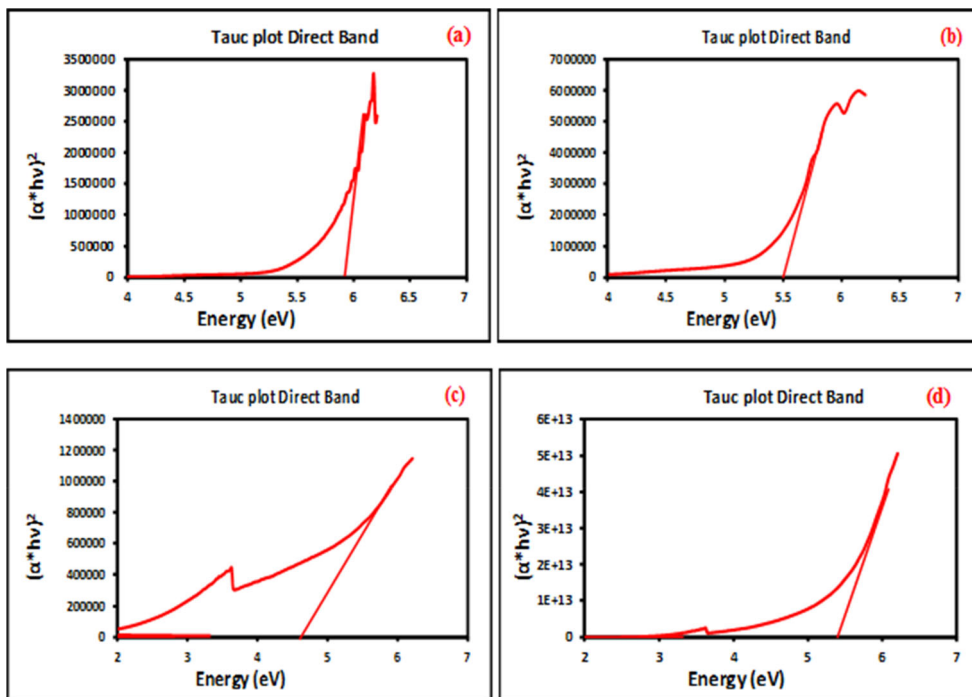 Tauc plot Direct Band (a)
3500000
3000000
2500000
2000000
1500000
1000000
500000
0
(α*hν)²
4 4.5 5 5.5 6 6.5 7
Energy (eV)
Tauc plot Direct Band (b)
7000000
6000000
5000000
4000000
3000000
2000000
1000000
0
(α*hν)²
4 4.5 5 5.5 6 6.5 7
Energy (eV)
Tauc plot Direct Band (c)
1400000
1200000
1000000
800000
600000
400000
200000
0
(α*hν)²
2 3 4 5 6 7
Energy (eV)
Tauc plot Direct Band (d)
6E+13
5E+13
4E+13
3E+13
2E+13
1E+13
0
(α*hν)²
2 3 4 5 6 7
Energy (eV)